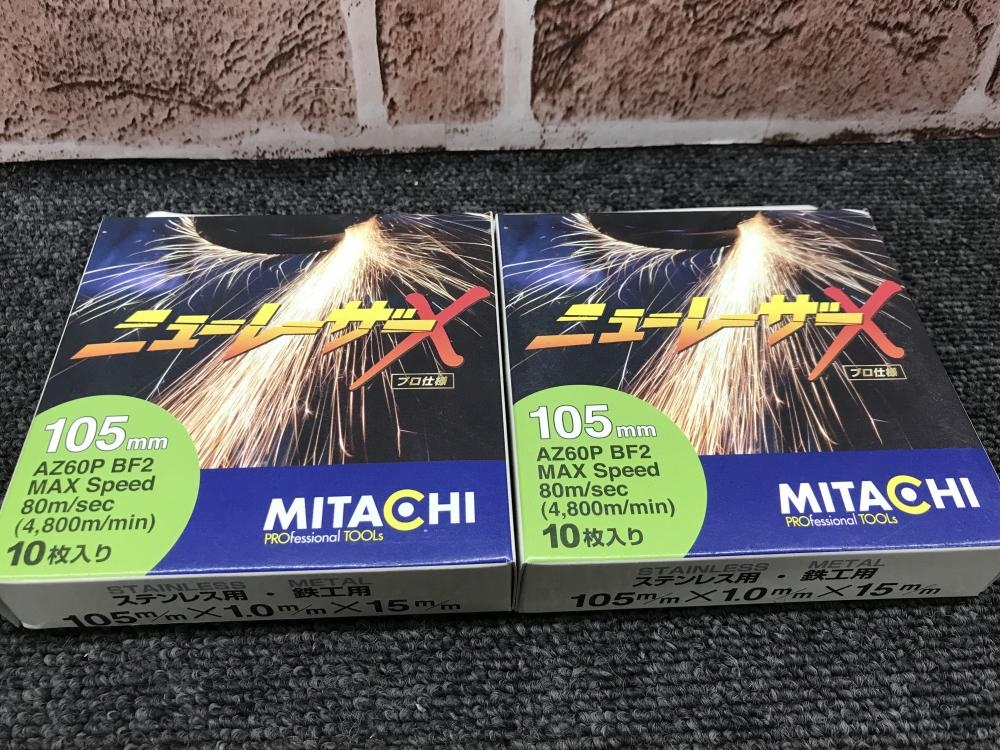 ニューレーザーX
プロ仕様
105mm
AZ60P BF2
MAX Speed
80m/sec
(4,800m/min)
10枚入り
MITACHI
PROfessional TOOLs
STAINLESS METAL
ステンレス用・鉄工用
105m/m×1.0m/m×15m/m
ニューレーザーX
プロ仕様
105mm
AZ60P BF2
MAX Speed
80m/sec
(4,800m/min)
10枚入り
MITACHI
PROfessional TOOLs
STAINLESS METAL
ステンレス用・鉄工用
105m/m×1.0m/m×15m/m